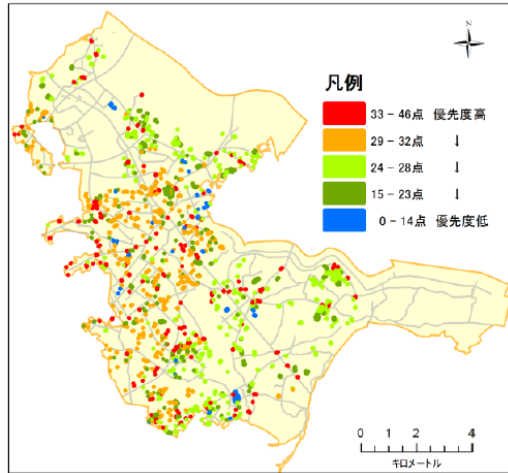 N
凡例
33 - 46点 優先度高
29 - 32点 ↓
24 - 28点 ↓
15 - 23点 ↓
0 - 14点 優先度低
0 1 2 4
キロメートル